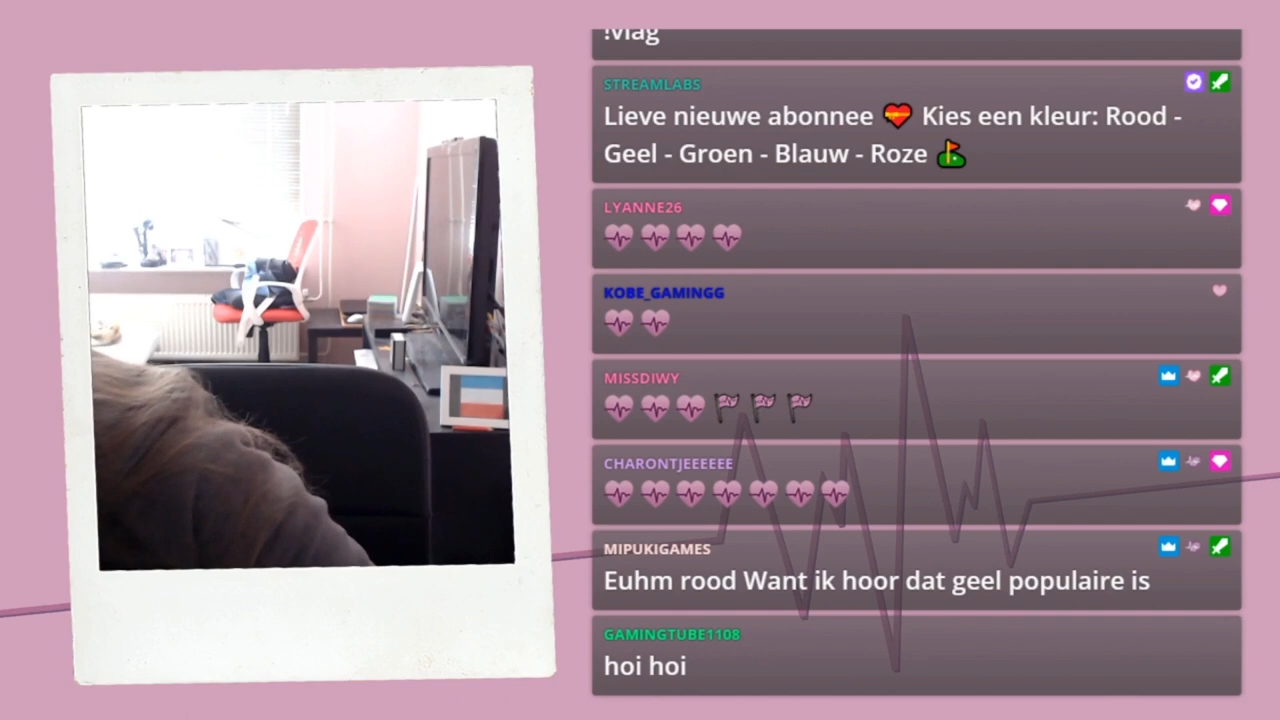 !vlag
STREAMLABS
Lieve nieuwe abonnee Kies een kleur: Rood -
Geel - Groen - Blauw - Roze
LYANNE26
KOBE_GAMINGG
MISSDIWY
CHARONTJEEEEEE
MIPUKIGAMES
Euhm rood Want ik hoor dat geel populaire is
GAMINGTUBE1108
hoi hoi